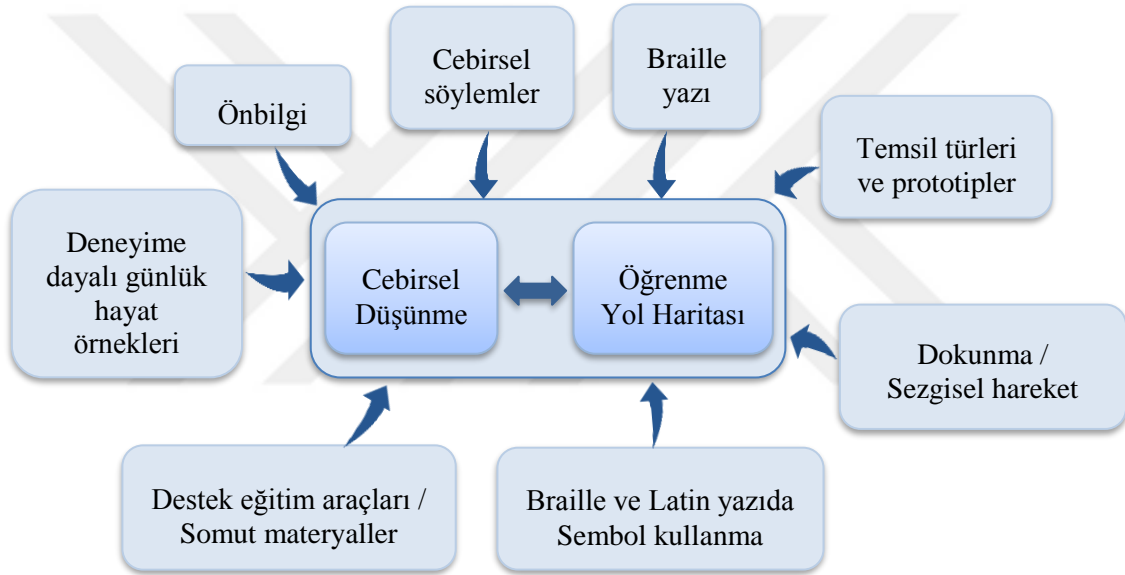 Cebirsel
söylemler
Braille
yazı
Önbilgi
Temsil türleri
ve prototipler
Deneyime
dayalı günlük
hayat
örnekleri
Cebirsel
Düşünme
Öğrenme
Yol Haritası
Dokunma /
Sezgisel hareket
Destek eğitim araçları /
Somut materyaller
Braille ve Latin yazıda
Sembol kullanma